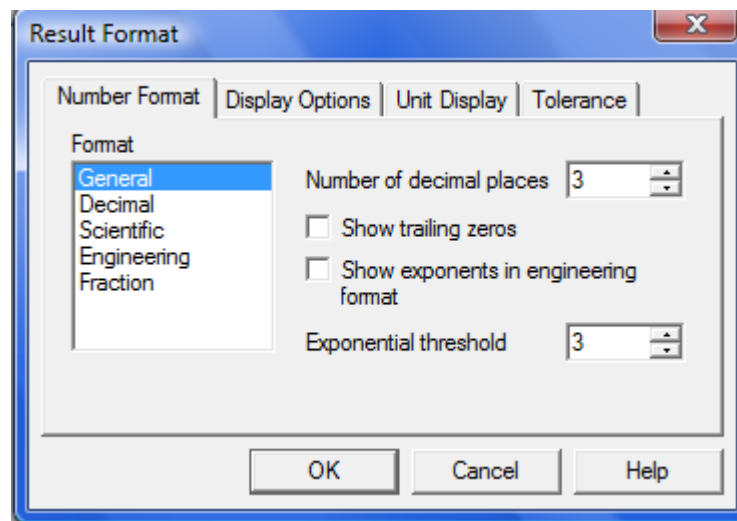 Result Format
Number Format
Display Options
Unit Display
Tolerance
Format
General
Decimal
Scientific
Engineering
Fraction
Number of decimal places 3
Show trailing zeros
Show exponents in engineering
format
Exponential threshold 3
OK
Cancel
Help